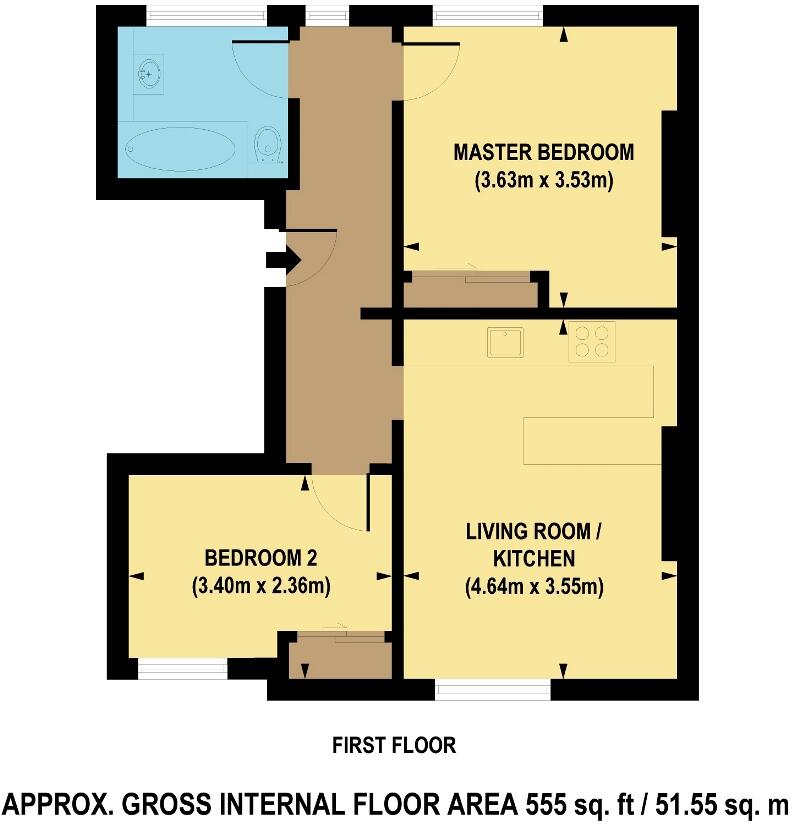 MASTER BEDROOM
(3.63m x 3.53m)
LIVING ROOM /
KITCHEN
(4.64m x 3.55m)
BEDROOM 2
(3.40m x 2.36m)
FIRST FLOOR
APPROX. GROSS INTERNAL FLOOR AREA 555 sq. ft / 51.55 sq. m